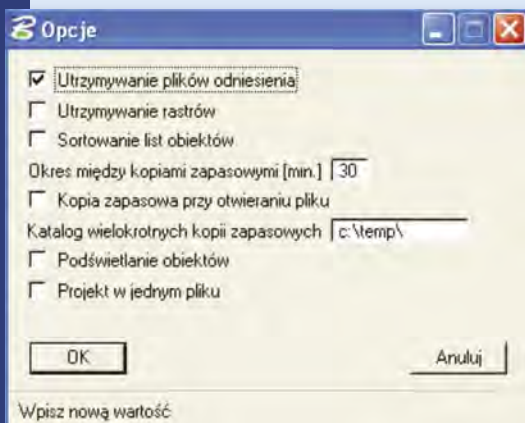 Opcje
Utrzymywanie plików odniesienia
Utrzymywanie rastrów
Sortowanie list obiektów
Okres między kopiami zapasowymi [min.] 30
Kopia zapasowa przy otwieraniu pliku
Katalog wielokrotnych kopii zapasowych c:\temp\
Podświetlanie obiektów
Projekt w jednym pliku
OK Anuluj
Wpisz nową wartość